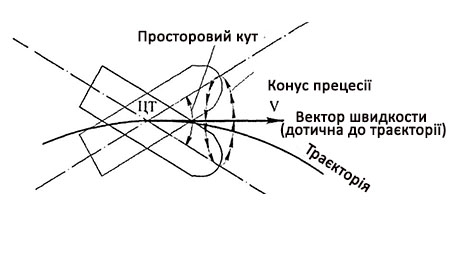 Просторовий кут
Конус прецесії
ЦТ
V
Вектор швидкости
(дотична до траєкторії)
Траєкторія